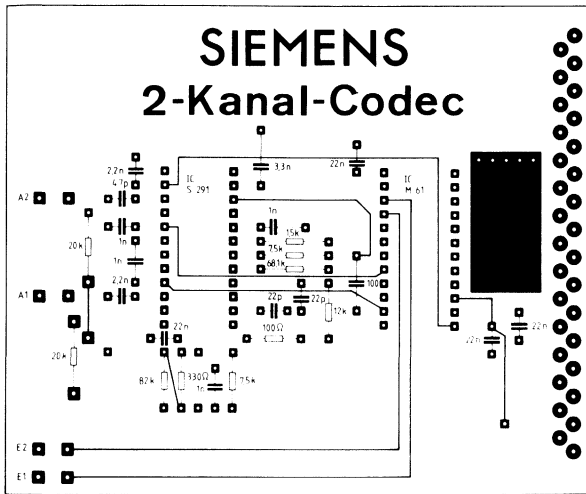 SIEMENS
2-Kanal-Codec
2,2n
4,7p
IC
S 291
3,3n
22n
IC
M 61
A2
1n
1n
15k
20k
7,5k
68,1k
1n
2,2n
100
A1
22p
22p
12k
22n
100Ω
22n
22n
20k
82k
330Ω
1n
7,5k
E2
E1